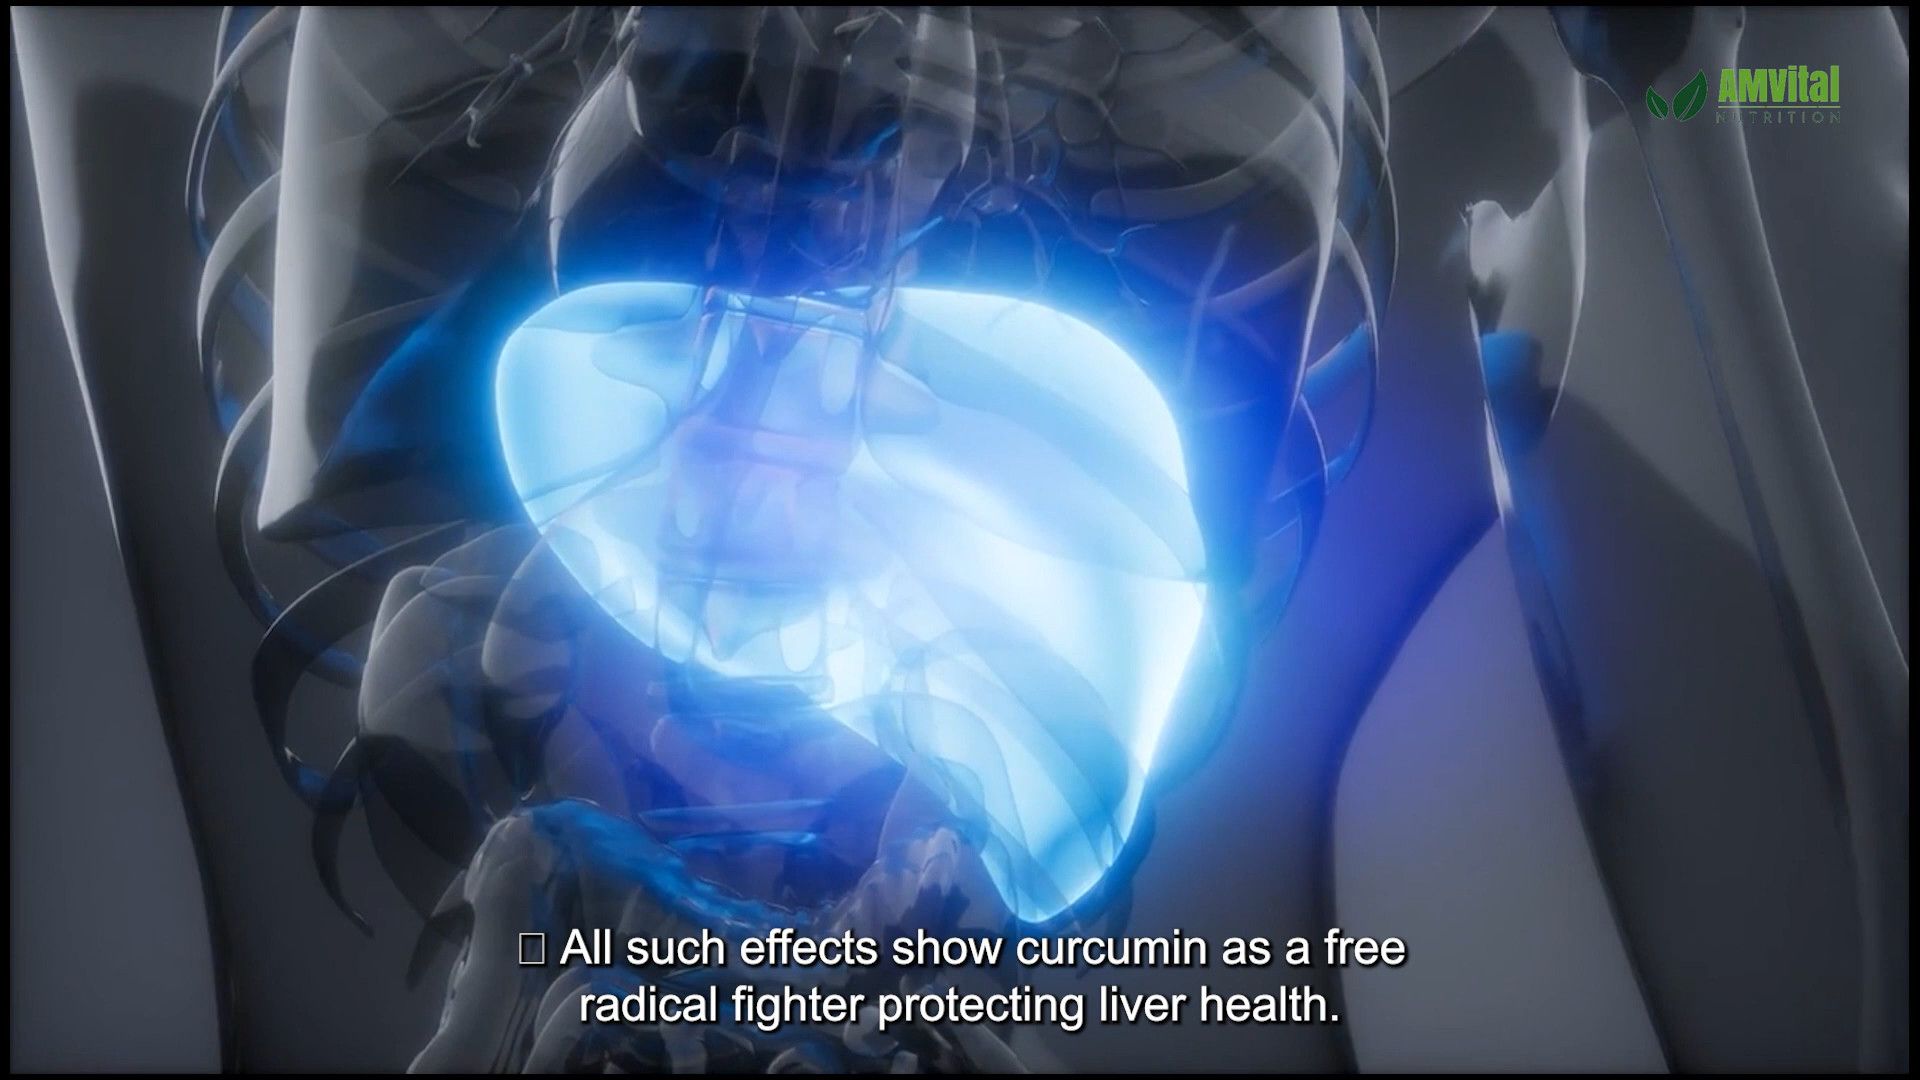 AMVital
NUTRITION
□ All such effects show curcumin as a free
radical fighter protecting liver health.